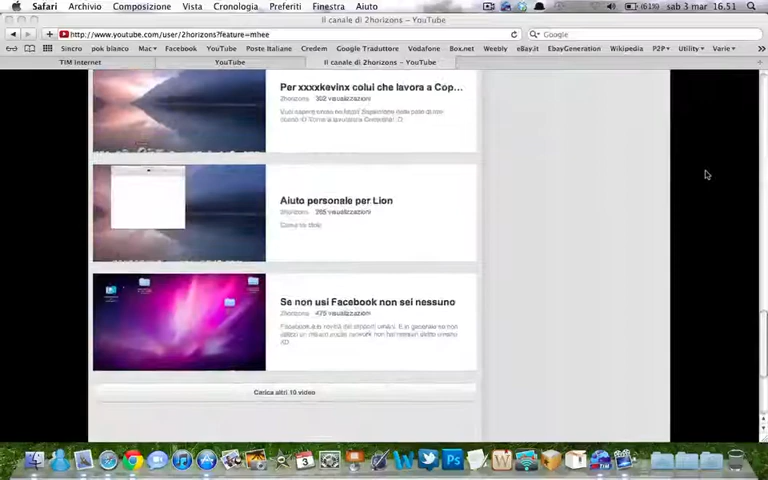 Safari Archivio Composizione Vista Cronologia Preferiti Finestra Aiuto sab 3 mar 16.51
Il canale di 2horizons – YouTube
http://www.youtube.com/user/2horizons?feature=mhee
Google
Sincro pok bianco Mac Facebook YouTube Poste Italiane Credem Google Traduttore Vodafone Box.net Weebly eBay.it EbayGeneration Wikipedia P2P Utility Varie
TIM Internet YouTube Il canale di 2horizons – YouTube
Per xxxxkevinx colui che lavora a Cop...
2horizons 302 visualizzazioni
Aiuto personale per Lion
2horizons 265 visualizzazioni
Come da titolo
Se non usi Facebook non sei nessuno
2horizons 475 visualizzazioni
Carica altri 10 video